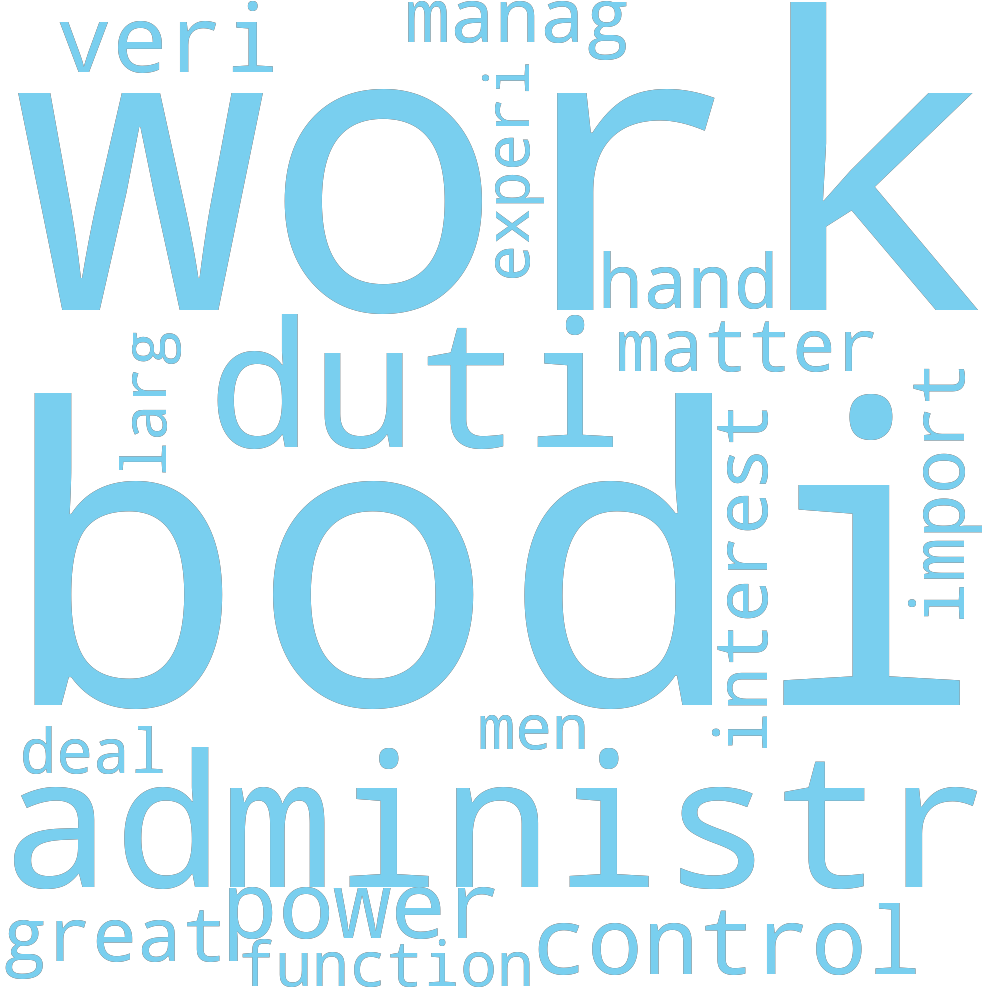 veri
manag
work
experi
hand
duti
matter
larg
import
bodi
interest
men
deal
administr
power
great
control
function